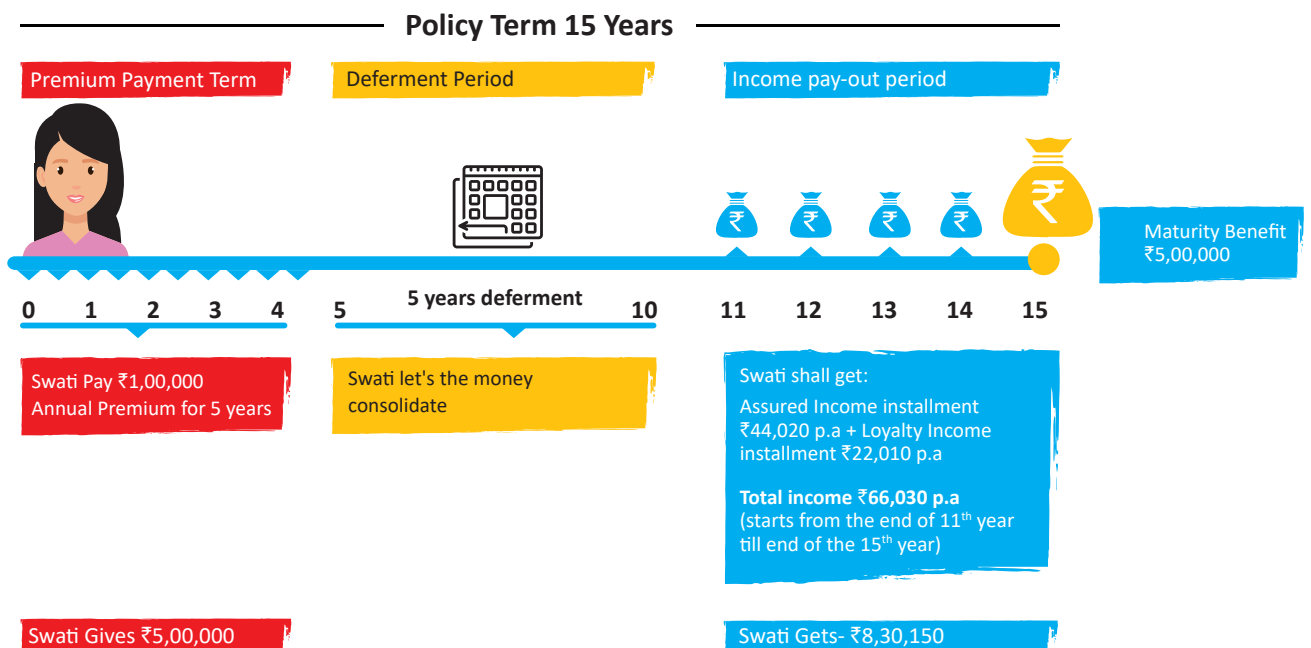 Policy Term 15 Years
Premium Payment Term
Deferment Period
Income pay-out period
₹
₹
₹
₹
₹
Maturity Benefit
₹5,00,000
0 1 2 3 4
5 5 years deferment 10
11 12 13 14 15
Swati Pay ₹1,00,000
Annual Premium for 5 years
Swati let's the money
consolidate
Swati shall get:
Assured Income installment
₹44,020 p.a + Loyalty Income
installment ₹22,010 p.a
Total income ₹66,030 p.a
(starts from the end of 11th year
till end of the 15th year)
Swati Gives ₹5,00,000
Swati Gets- ₹8,30,150